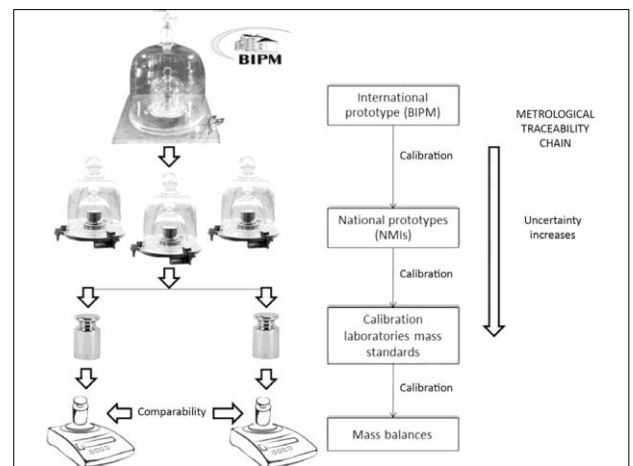 BIPM
International
prototype (BIPM)
METROLOGICAL
TRACEABILITY
CHAIN
Calibration
National prototypes
(NMIs)
Uncertainty
increases
Calibration
Calibration
laboratories mass
standards
Calibration
Comparability
Mass balances